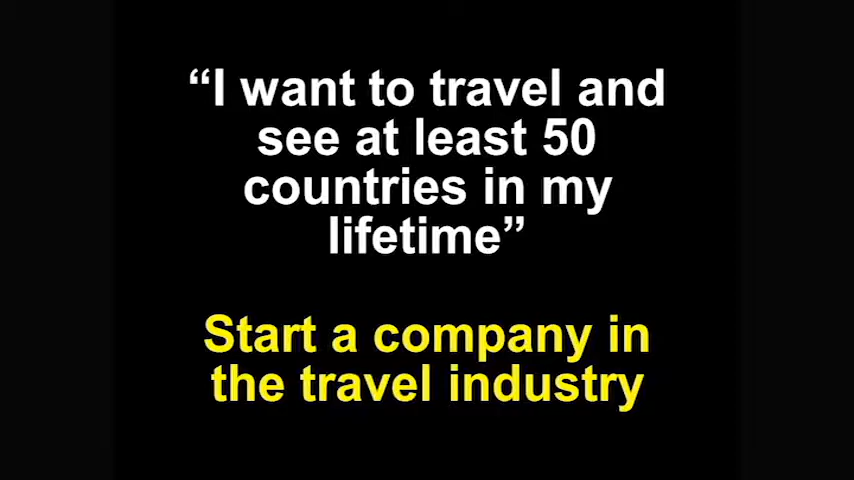 “I want to travel and
see at least 50
countries in my
lifetime”
Start a company in
the travel industry